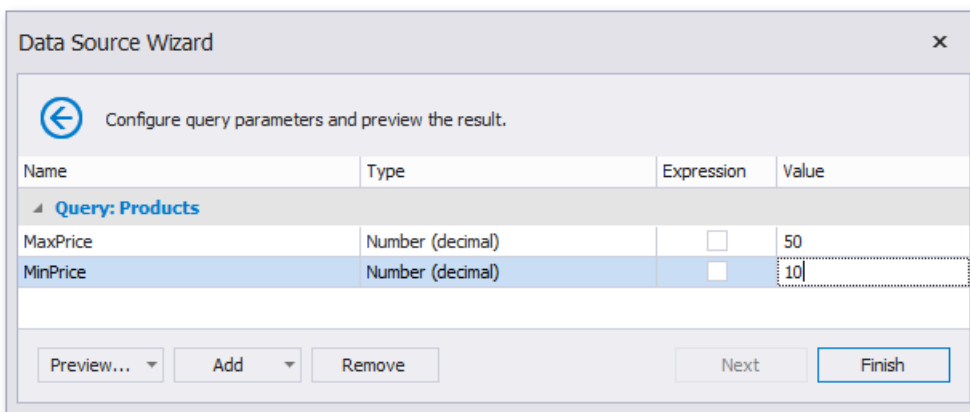 Data Source Wizard
Configure query parameters and preview the result.
Name Type Expression Value
Query: Products
MaxPrice Number (decimal) 50
MinPrice Number (decimal) 10
Preview... Add Remove Next Finish